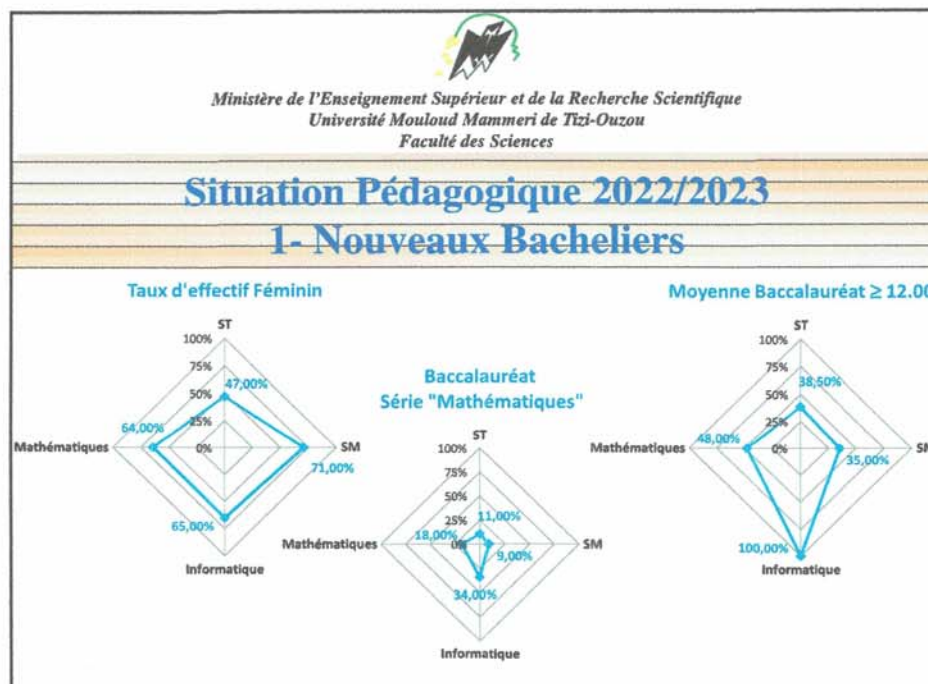 Ministère de l'Enseignement Supérieur et de la Recherche Scientifique
Université Mouloud Mammeri de Tizi-Ouzou
Faculté des Sciences
Situation Pédagogique 2022/2023
1- Nouveaux Bacheliers
Taux d'effectif Féminin
ST
100%
75%
50%
25%
0%
47,00%
64,00%
Mathématiques
SM
71,00%
65,00%
Informatique
Baccalauréat
Série "Mathématiques"
ST
100%
75%
50%
25%
0%
11,00%
18,00%
Mathématiques
SM
9,00%
34,00%
Informatique
Moyenne Baccalauréat ≥ 12.00
ST
100%
75%
50%
25%
0%
38,50%
48,00%
Mathématiques
SM
35,00%
100,00%
Informatique